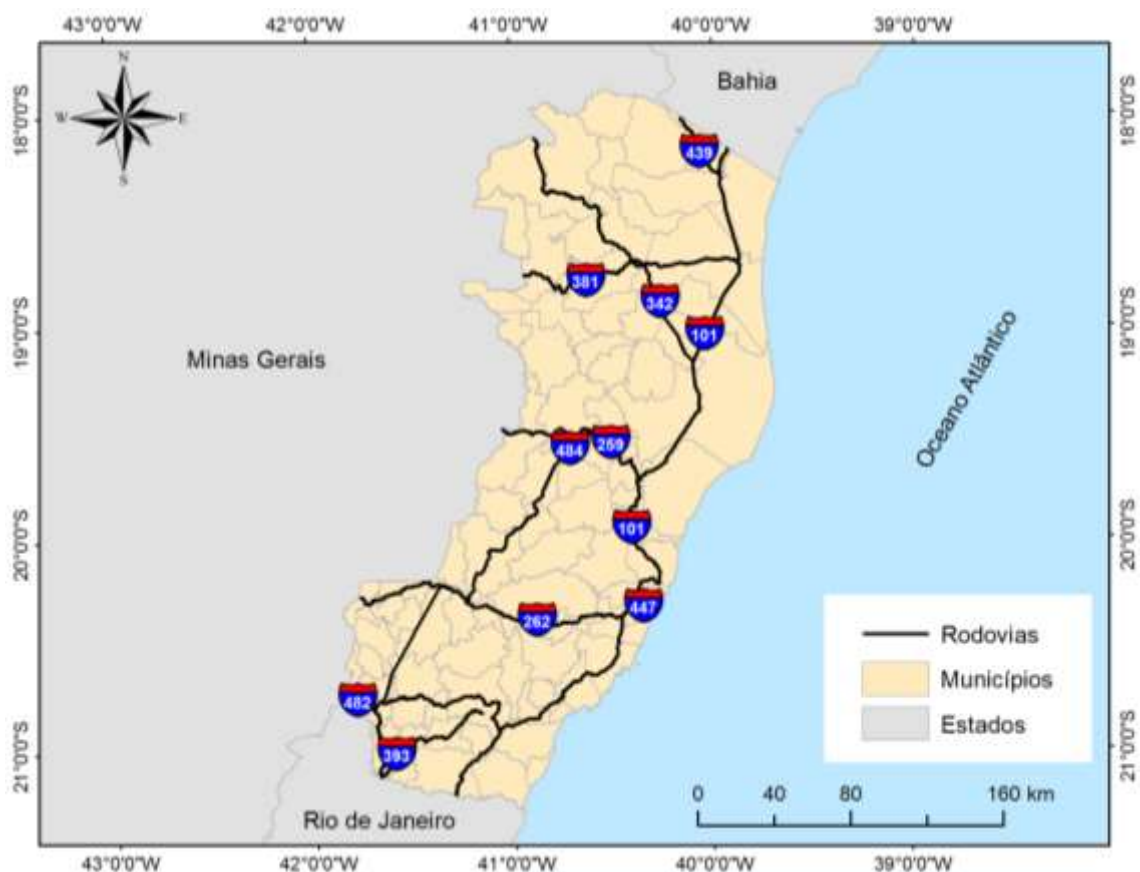 43°0'0"W 42°0'0"W 41°0'0"W 40°0'0"W 39°0'0"W
N
W E
S
18°0'0"S
19°0'0"S
20°0'0"S
21°0'0"S
Bahia
439
381
342
101
Minas Gerais
Oceano Atlântico
484
259
101
447
262
482
393
Rio de Janeiro
18°0'0"S
19°0'0"S
20°0'0"S
21°0'0"S
Rodovias
Municípios
Estados
0 40 80 160 km
43°0'0"W 42°0'0"W 41°0'0"W 40°0'0"W 39°0'0"W